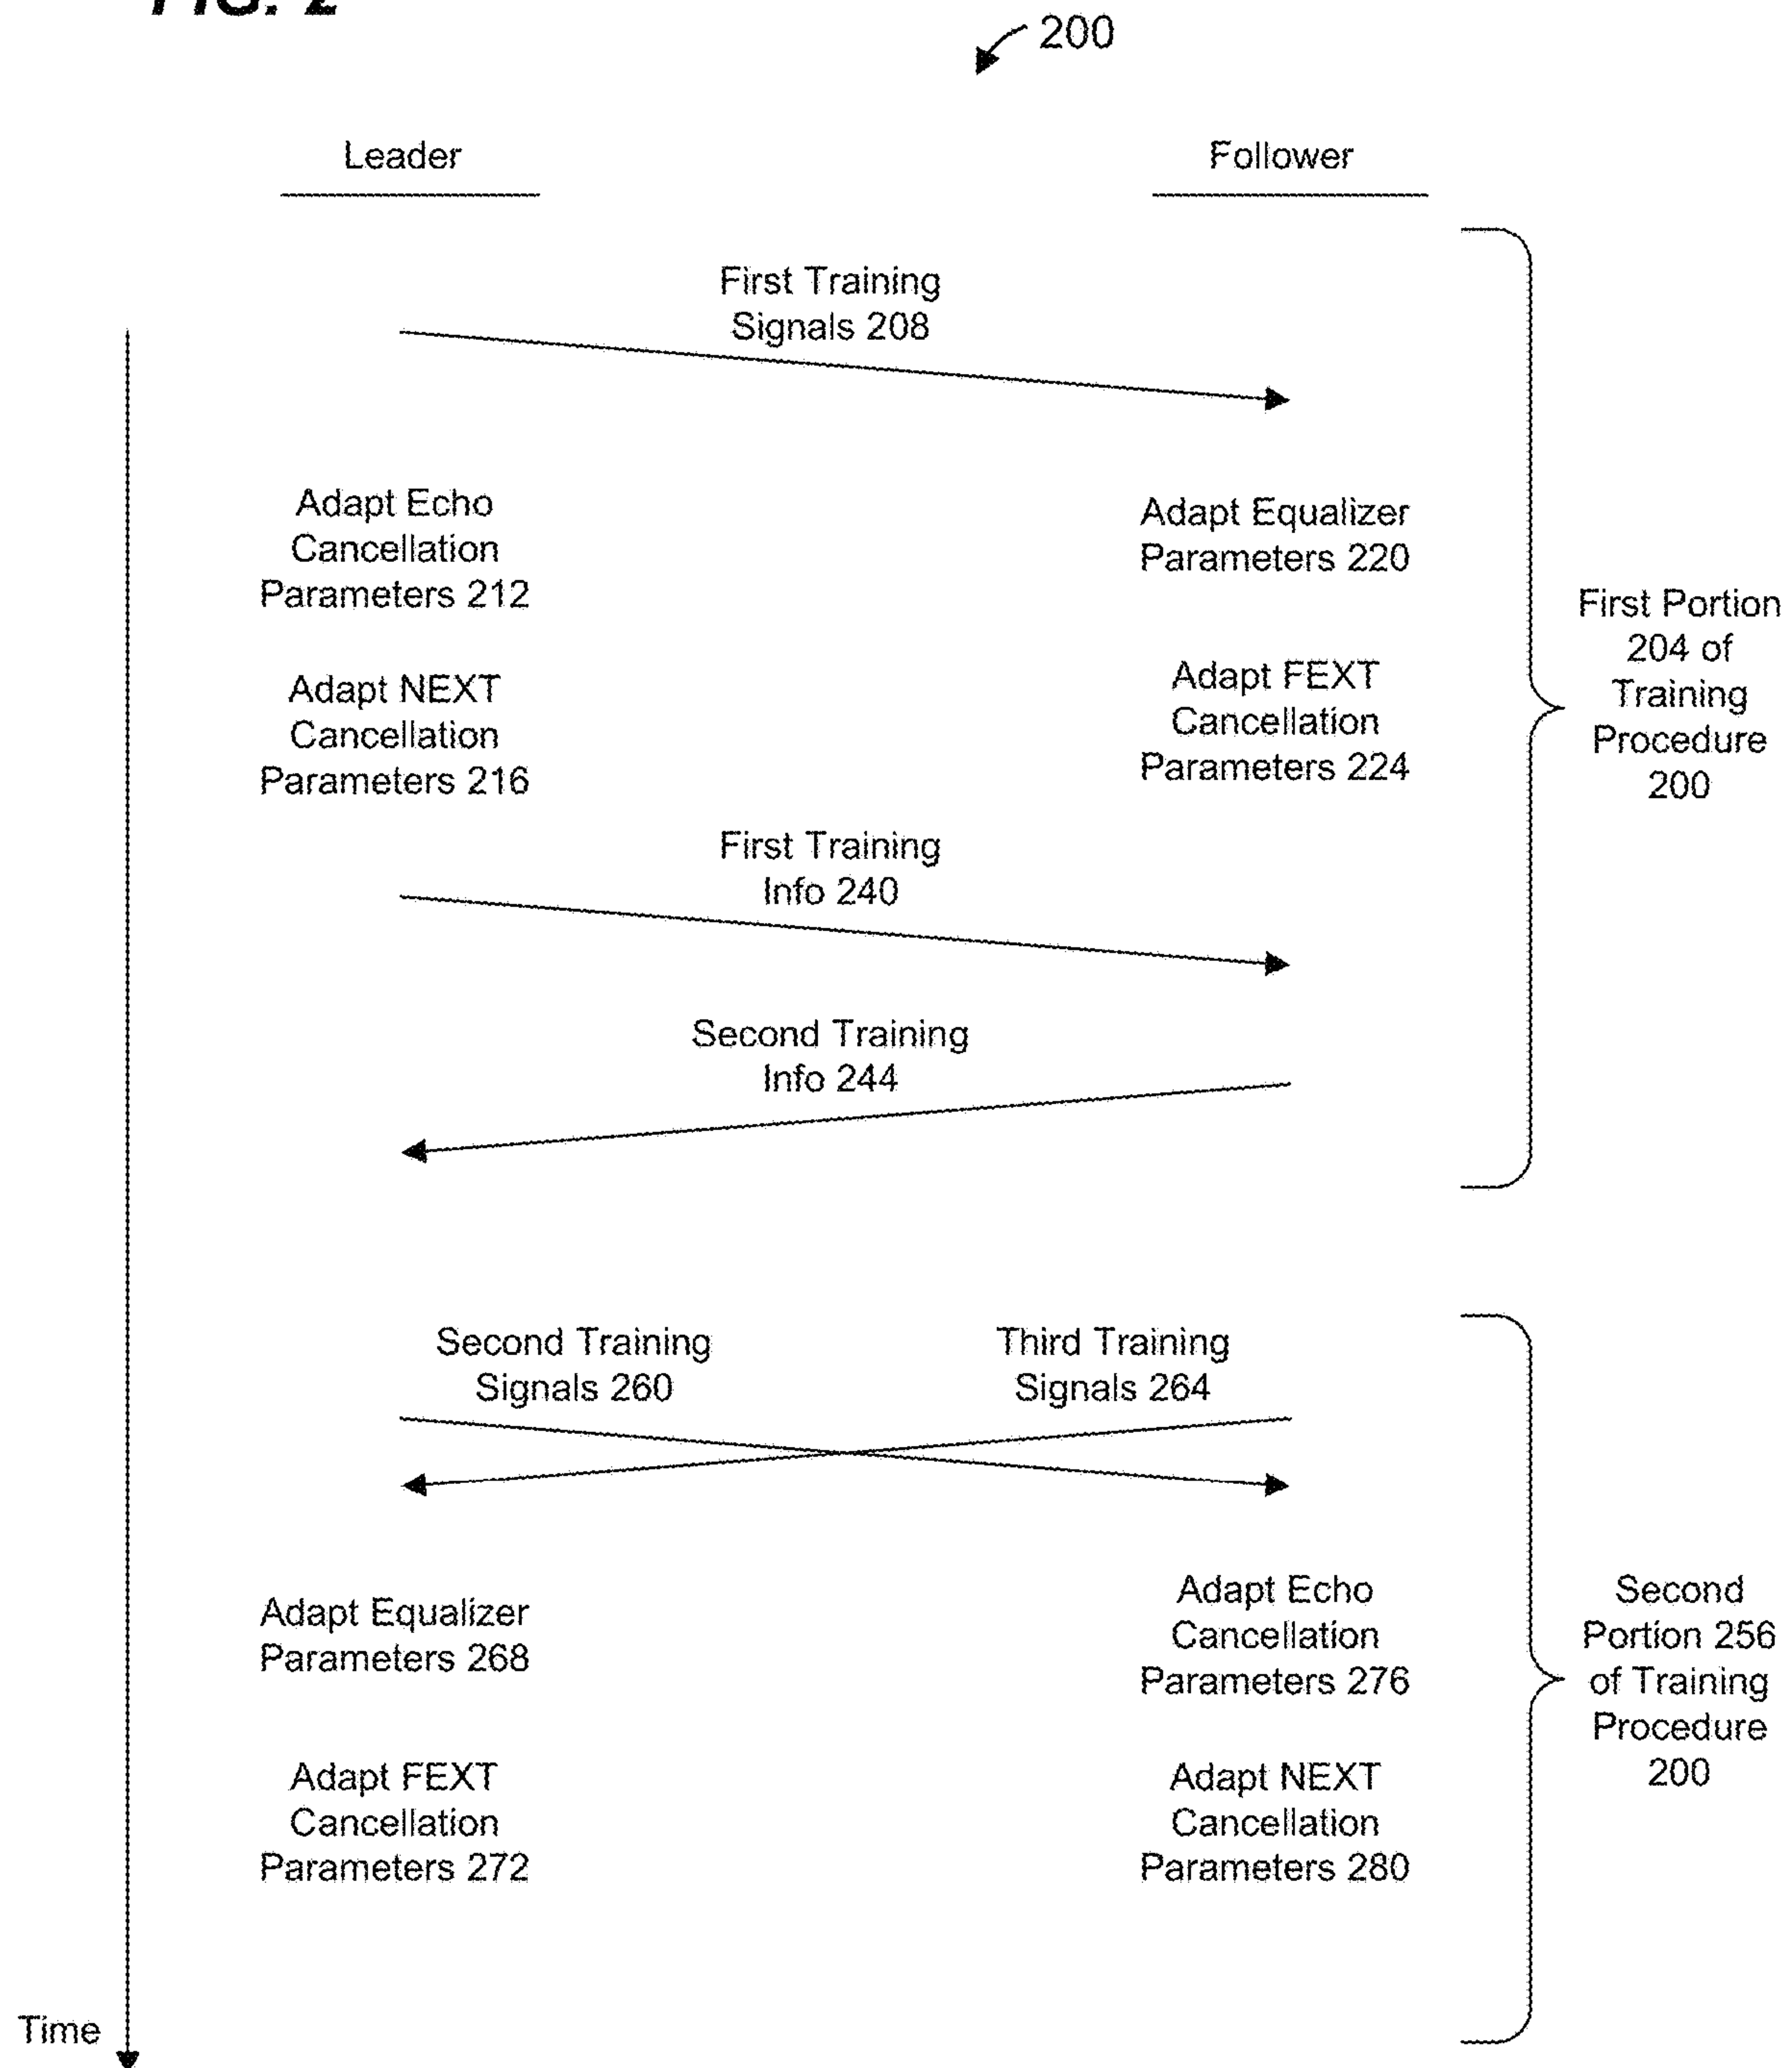 FIG. 2
200
Leader
Follower
First Training
Signals 208
Adapt Echo
Cancellation
Parameters 212
Adapt Equalizer
Parameters 220
Adapt NEXT
Cancellation
Parameters 216
Adapt FEXT
Cancellation
Parameters 224
First Portion
204 of
Training
Procedure
200
First Training
Info 240
Second Training
Info 244
Second Training
Signals 260
Third Training
Signals 264
Adapt Equalizer
Parameters 268
Adapt Echo
Cancellation
Parameters 276
Adapt FEXT
Cancellation
Parameters 272
Adapt NEXT
Cancellation
Parameters 280
Second
Portion 256
of Training
Procedure
200
Time